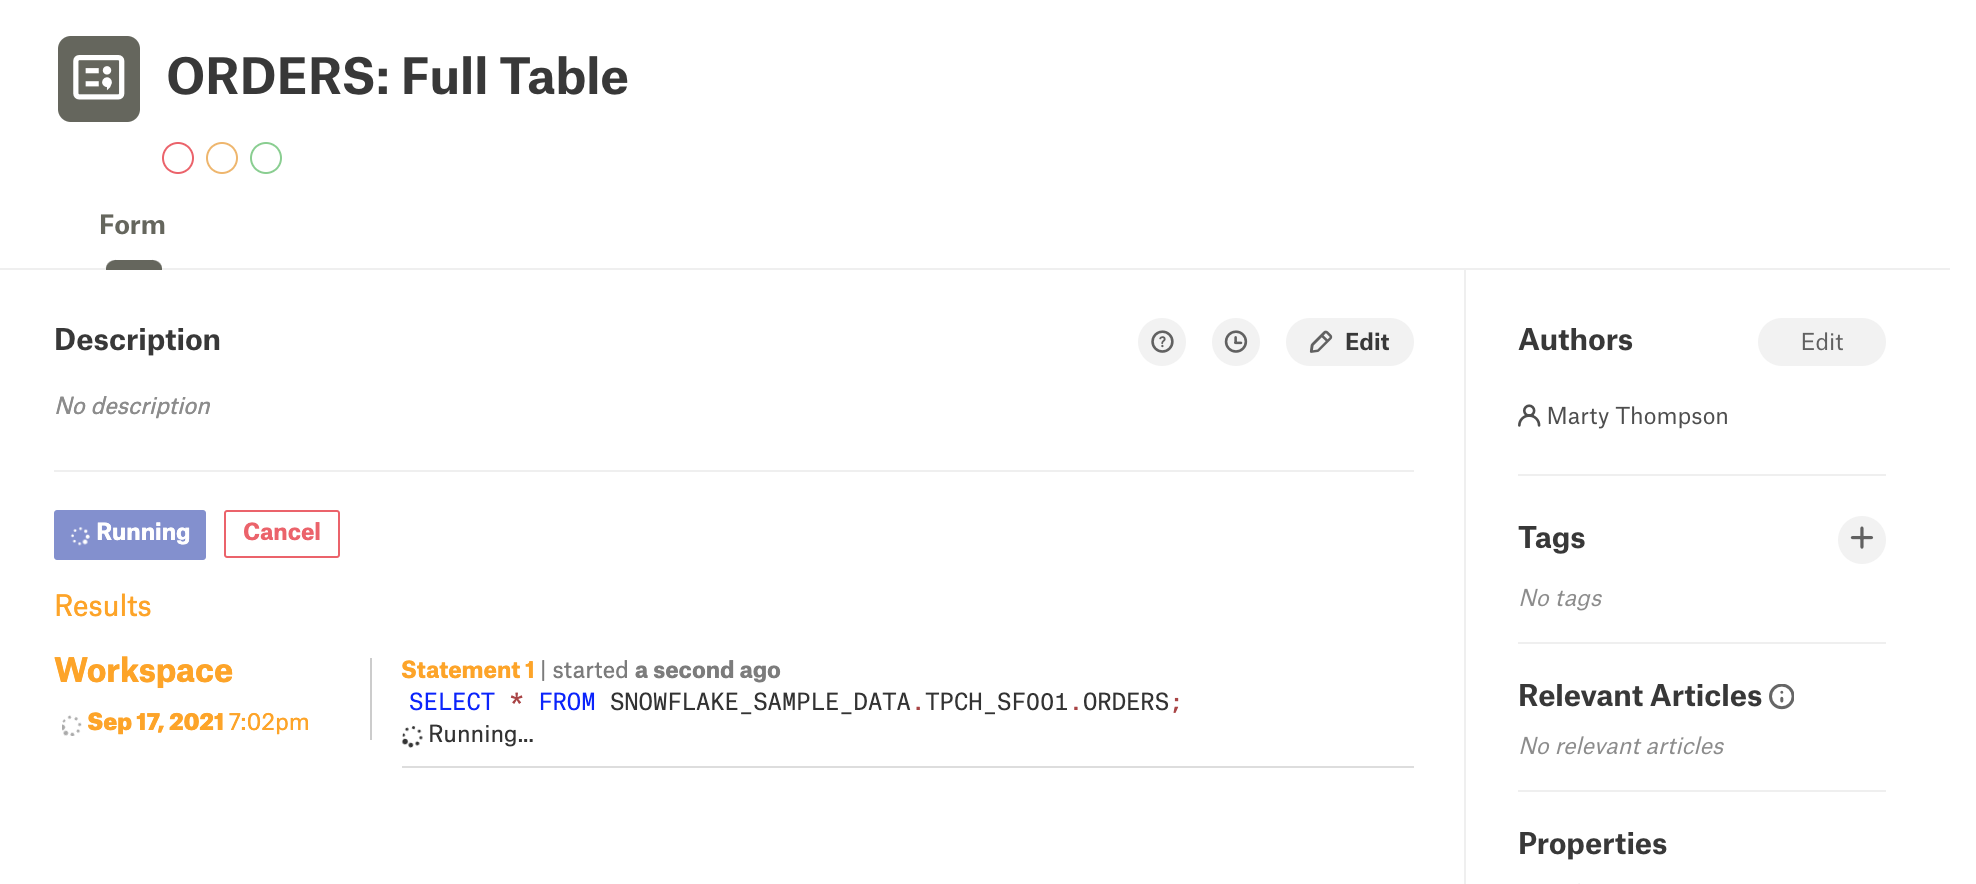 ORDERS: Full Table
Form
Description
Edit
No description
Running
Cancel
Results
Workspace
Sep 17, 2021 7:02pm
Statement 1 | started a second ago
SELECT * FROM SNOWFLAKE_SAMPLE_DATA.TPCH_SF001.ORDERS;
Running...
Authors
Edit
Marty Thompson
Tags
No tags
Relevant Articles
No relevant articles
Properties